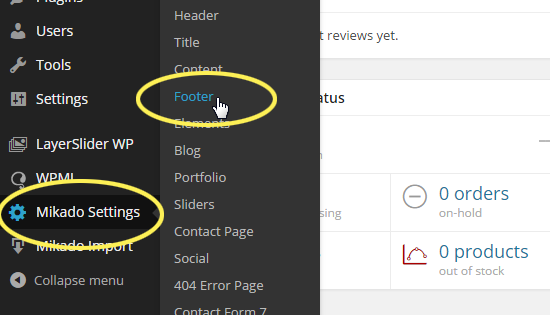 Plugins
Users
Tools
Settings
LayerSlider WP
WPML
Mikado Settings
Mikado Import
Collapse menu
Header
Title
Content
Footer
Elements
Blog
Portfolio
Sliders
Contact Page
Social
404 Error Page
Contact Form 7
reviews yet.
0 orders
on-hold
0 products
out of stock